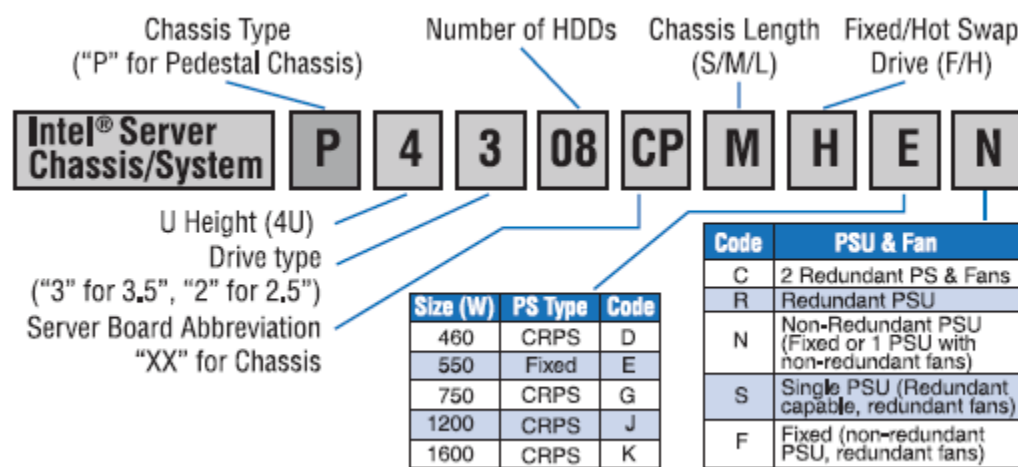 Chassis Type
("P" for Pedestal Chassis)
Number of HDDs
Chassis Length
(S/M/L)
Fixed/Hot Swap
Drive (F/H)
Intel® Server
Chassis/System
P 4 3 08 CP M H E N
U Height (4U)
Drive type
("3" for 3.5", "2" for 2.5")
Server Board Abbreviation
"XX" for Chassis
Size (W) PS Type Code
460 CRPS D
550 Fixed E
750 CRPS G
1200 CRPS J
1600 CRPS K
Code PSU & Fan
C 2 Redundant PS & Fans
R Redundant PSU
N Non-Redundant PSU
(Fixed or 1 PSU with
non-redundant fans)
S Single PSU (Redundant
capable, redundant fans)
F Fixed (non-redundant
PSU, redundant fans)